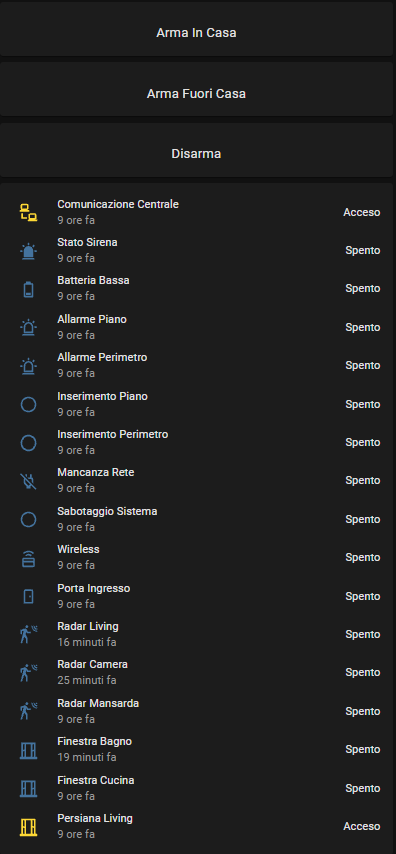 Arma In Casa
Arma Fuori Casa
Disarma
Comunicazione Centrale
9 ore fa
Acceso
Stato Sirena
9 ore fa
Spento
Batteria Bassa
9 ore fa
Spento
Allarme Piano
9 ore fa
Spento
Allarme Perimetro
9 ore fa
Spento
Inserimento Piano
9 ore fa
Spento
Inserimento Perimetro
9 ore fa
Spento
Mancanza Rete
9 ore fa
Spento
Sabotaggio Sistema
9 ore fa
Spento
Wireless
9 ore fa
Spento
Porta Ingresso
9 ore fa
Spento
Radar Living
16 minuti fa
Spento
Radar Camera
25 minuti fa
Spento
Radar Mansarda
9 ore fa
Spento
Finestra Bagno
19 minuti fa
Spento
Finestra Cucina
9 ore fa
Spento
Persiana Living
9 ore fa
Acceso